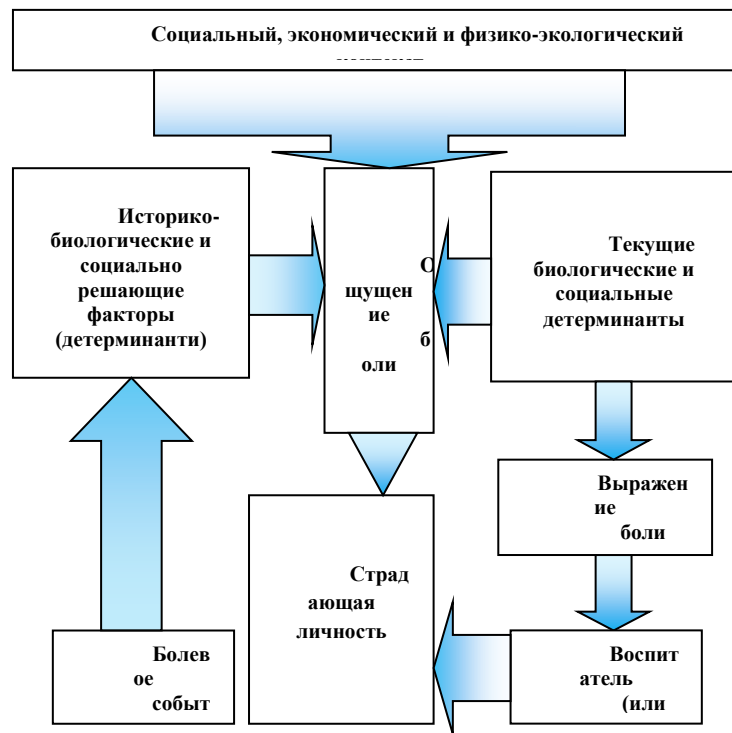 Социальный, экономический и физико-экологический
Историко-
биологические и
социально
решающие
факторы
(детерминанти)
О
щущен
ие
б
оли
Текущие
биологические и
социальные
детерминанты
Выражен
ие
боли
Страд
ающая
личность
Болев
ое
событ
Воспит
атель
(или